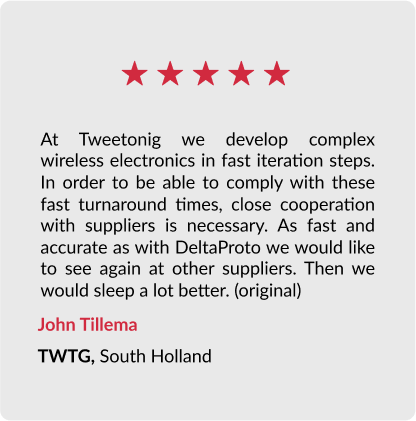 At Tweetonig we develop complex
wireless electronics in fast iteration steps.
In order to be able to comply with these
fast turnaround times, close cooperation
with suppliers is necessary. As fast and
accurate as with DeltaProto we would like
to see again at other suppliers. Then we
would sleep a lot better. (original)
John Tillema
TWTG, South Holland